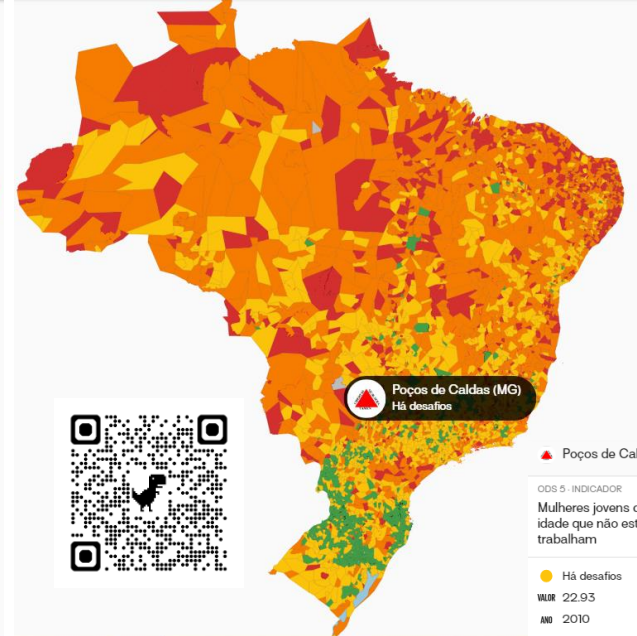 Poços de Caldas (MG)
Há desafios
Poços de Cal
ODS 5 - INDICADOR
Mulheres jovens
idade que não est
trabalham
Há desafios
VALOR 22.93
ANO 2010